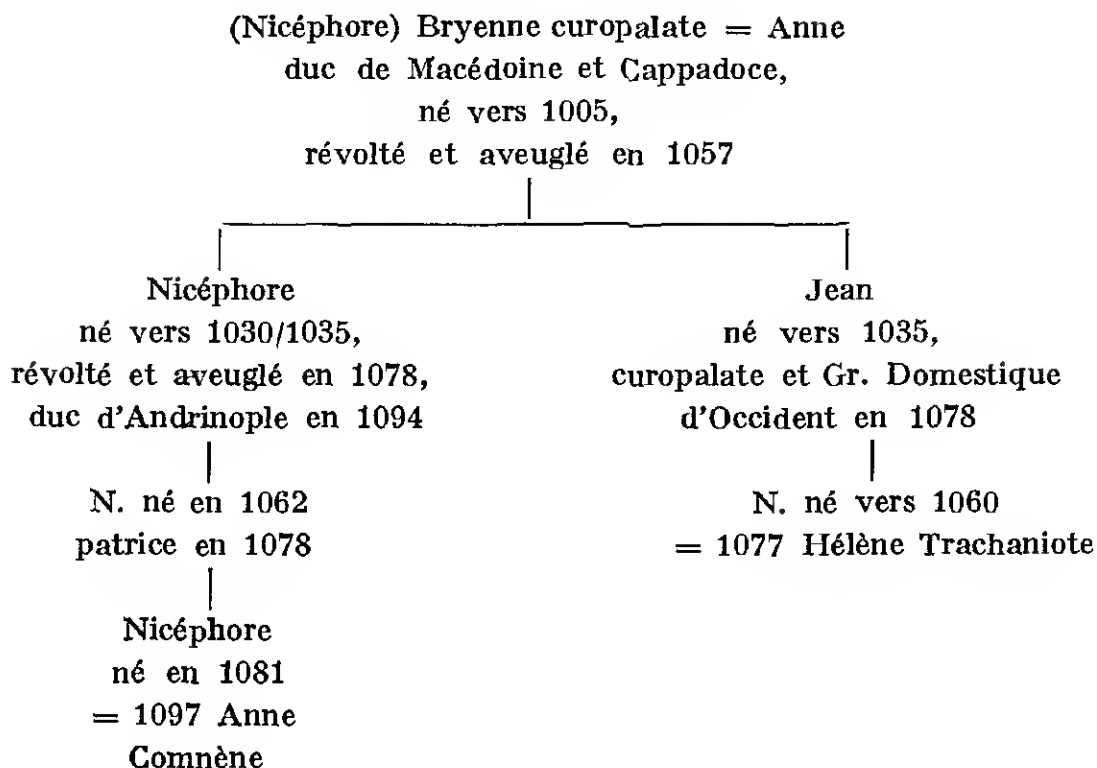 (Nicéphore) Bryenne curopalate = Anne
duc de Macédoine et Cappadoce,
né vers 1005,
révolté et aveuglé en 1057
Nicéphore
né vers 1030/1035,
révolté et aveuglé en 1078,
duc d'Andrinople en 1094
N. né en 1062
patrice en 1078
Nicéphore
né en 1081
= 1097 Anne
Comnène
Jean
né vers 1035,
curopalate et Gr. Domestique
d'Occident en 1078
N. né vers 1060
= 1077 Hélène Trachaniote